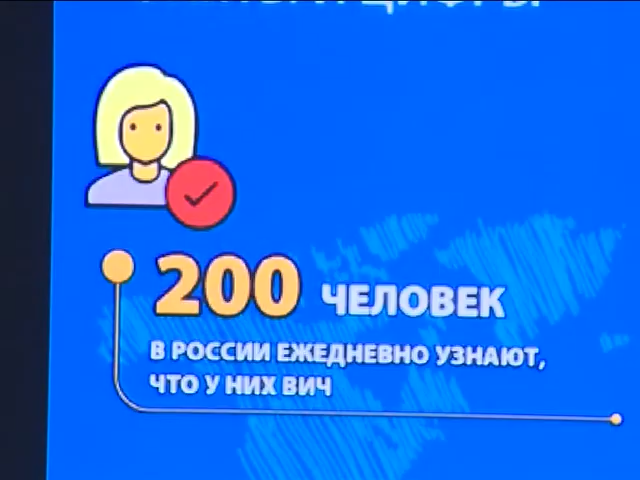 200 ЧЕЛОВЕК
В РОССИИ ЕЖЕДНЕВНО УЗНАЮТ,
ЧТО У НИХ ВИЧ